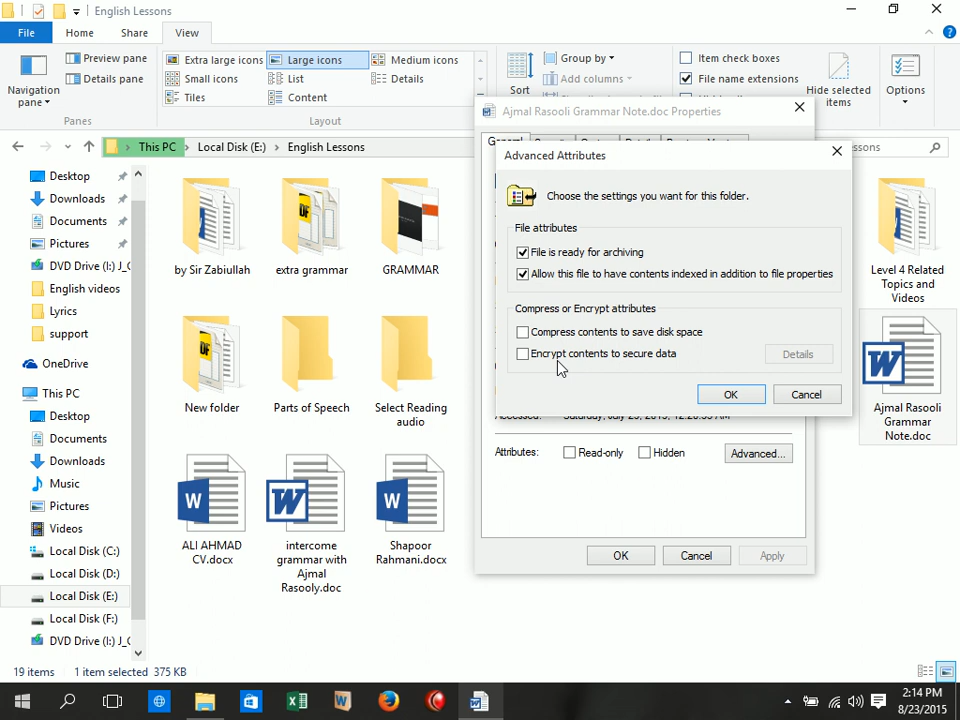 English Lessons
File
Home
Share
View
Navigation
pane
Preview pane
Details pane
Panes
Extra large icons
Large icons
Medium icons
Small icons
List
Details
Tiles
Content
Layout
Sort
Group by
Add columns
Item check boxes
File name extensions
Hide selected
items
Options
This PC
Local Disk (E:)
English Lessons
Desktop
Downloads
Documents
Pictures
DVD Drive (I:) J_C
English videos
Lyrics
support
OneDrive
This PC
Desktop
Documents
Downloads
Music
Pictures
Videos
Local Disk (C:)
Local Disk (D:)
Local Disk (E:)
Local Disk (F:)
DVD Drive (I:) J_C
by Sir Zabiullah
extra grammar
GRAMMAR
Level 4 Related
Topics and
Videos
New folder
Parts of Speech
Select Reading
audio
Ajmal Rasooli
Grammar
Note.doc
ALI AHMAD
CV.docx
intercome
grammar with
Ajmal
Rasooly.doc
Shapoor
Rahmani.docx
Ajmal Rasooli Grammar Note.doc Properties
General
Advanced Attributes
Choose the settings you want for this folder.
File attributes
File is ready for archiving
Allow this file to have contents indexed in addition to file properties
Compress or Encrypt attributes
Compress contents to save disk space
Encrypt contents to secure data
Details
OK
Cancel
Attributes:
Read-only
Hidden
Advanced...
OK
Cancel
Apply
19 items
1 item selected
375 KB
2:14 PM
8/23/2015